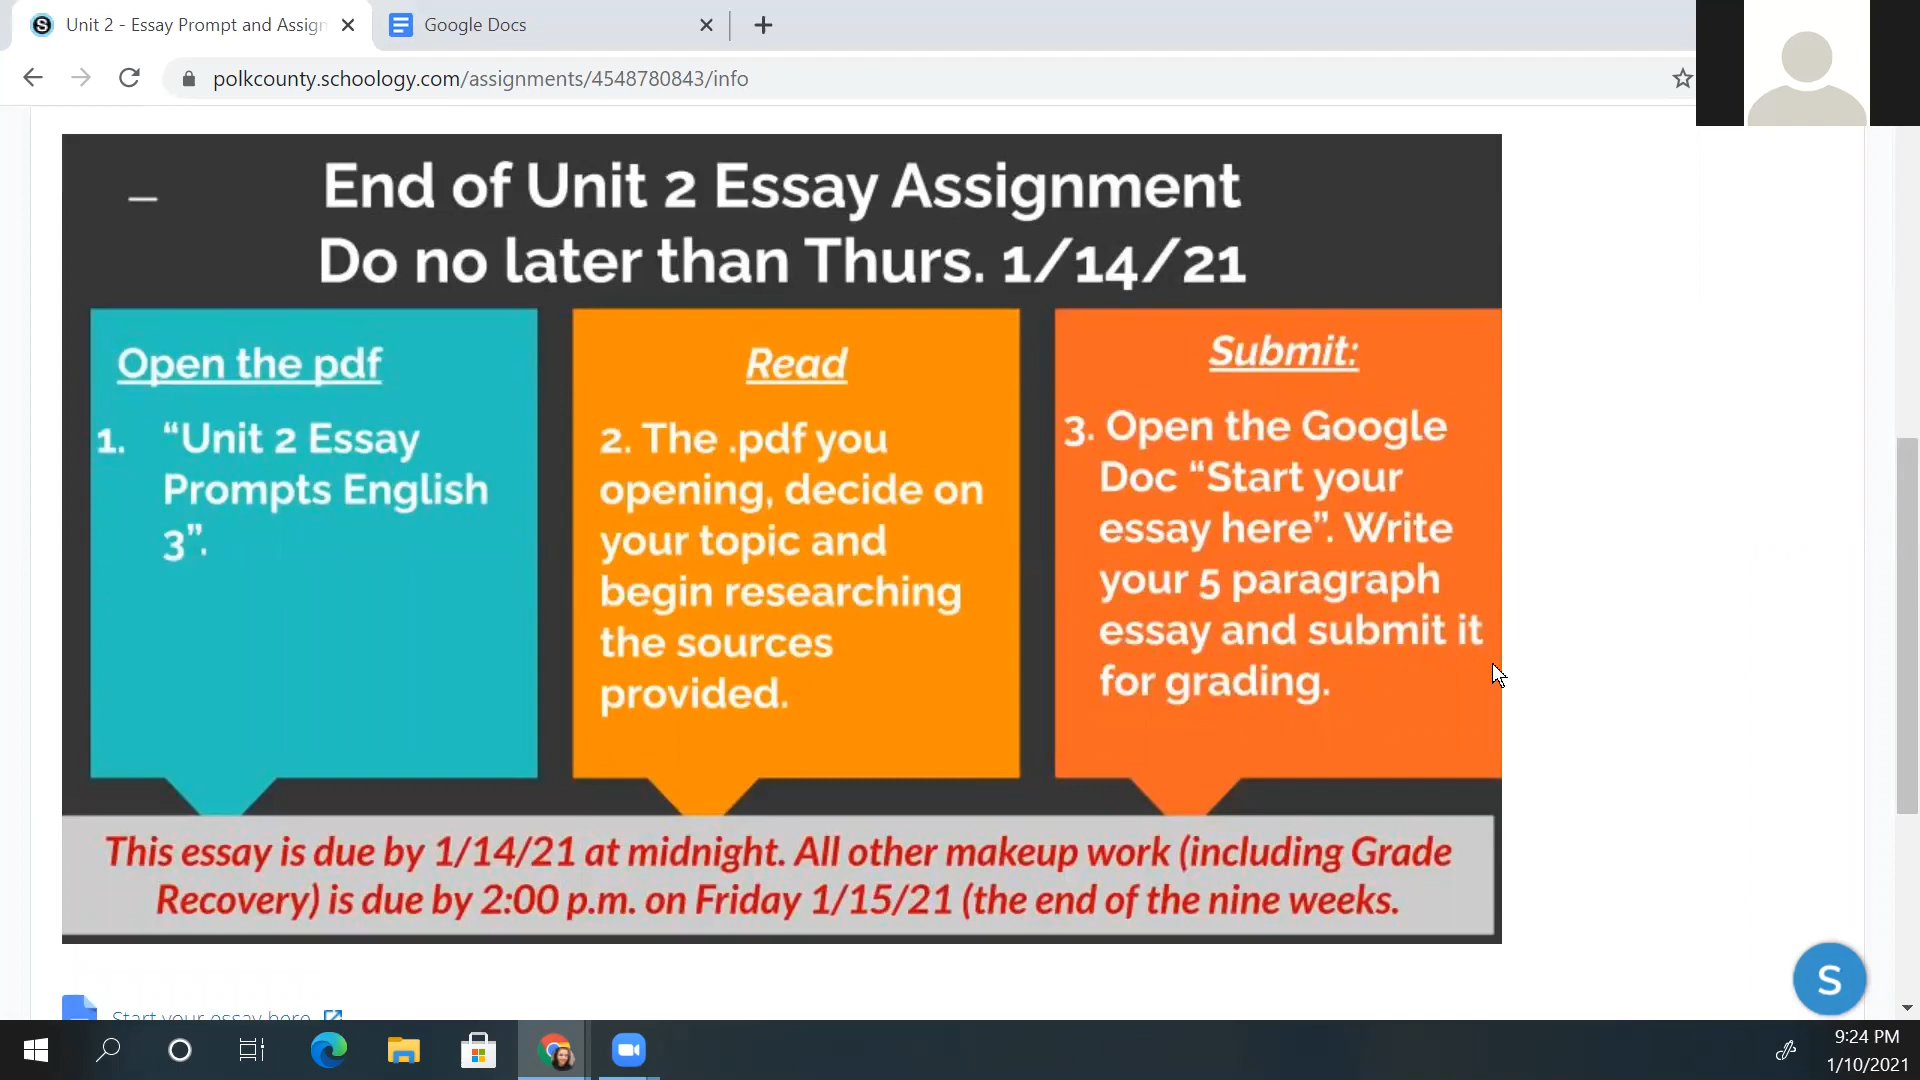 Unit 2 - Essay Prompt and Assign
Google Docs
polkcounty.schoology.com/assignments/4548780843/info
End of Unit 2 Essay Assignment
Do no later than Thurs. 1/14/21
Open the pdf
1. “Unit 2 Essay
Prompts English
3”.
Read
2. The .pdf you
opening, decide on
your topic and
begin researching
the sources
provided.
Submit:
3. Open the Google
Doc “Start your
essay here”. Write
your 5 paragraph
essay and submit it
for grading.
This essay is due by 1/14/21 at midnight. All other makeup work (including Grade
Recovery) is due by 2:00 p.m. on Friday 1/15/21 (the end of the nine weeks.
Start your essay here
S
9:24 PM
1/10/2021